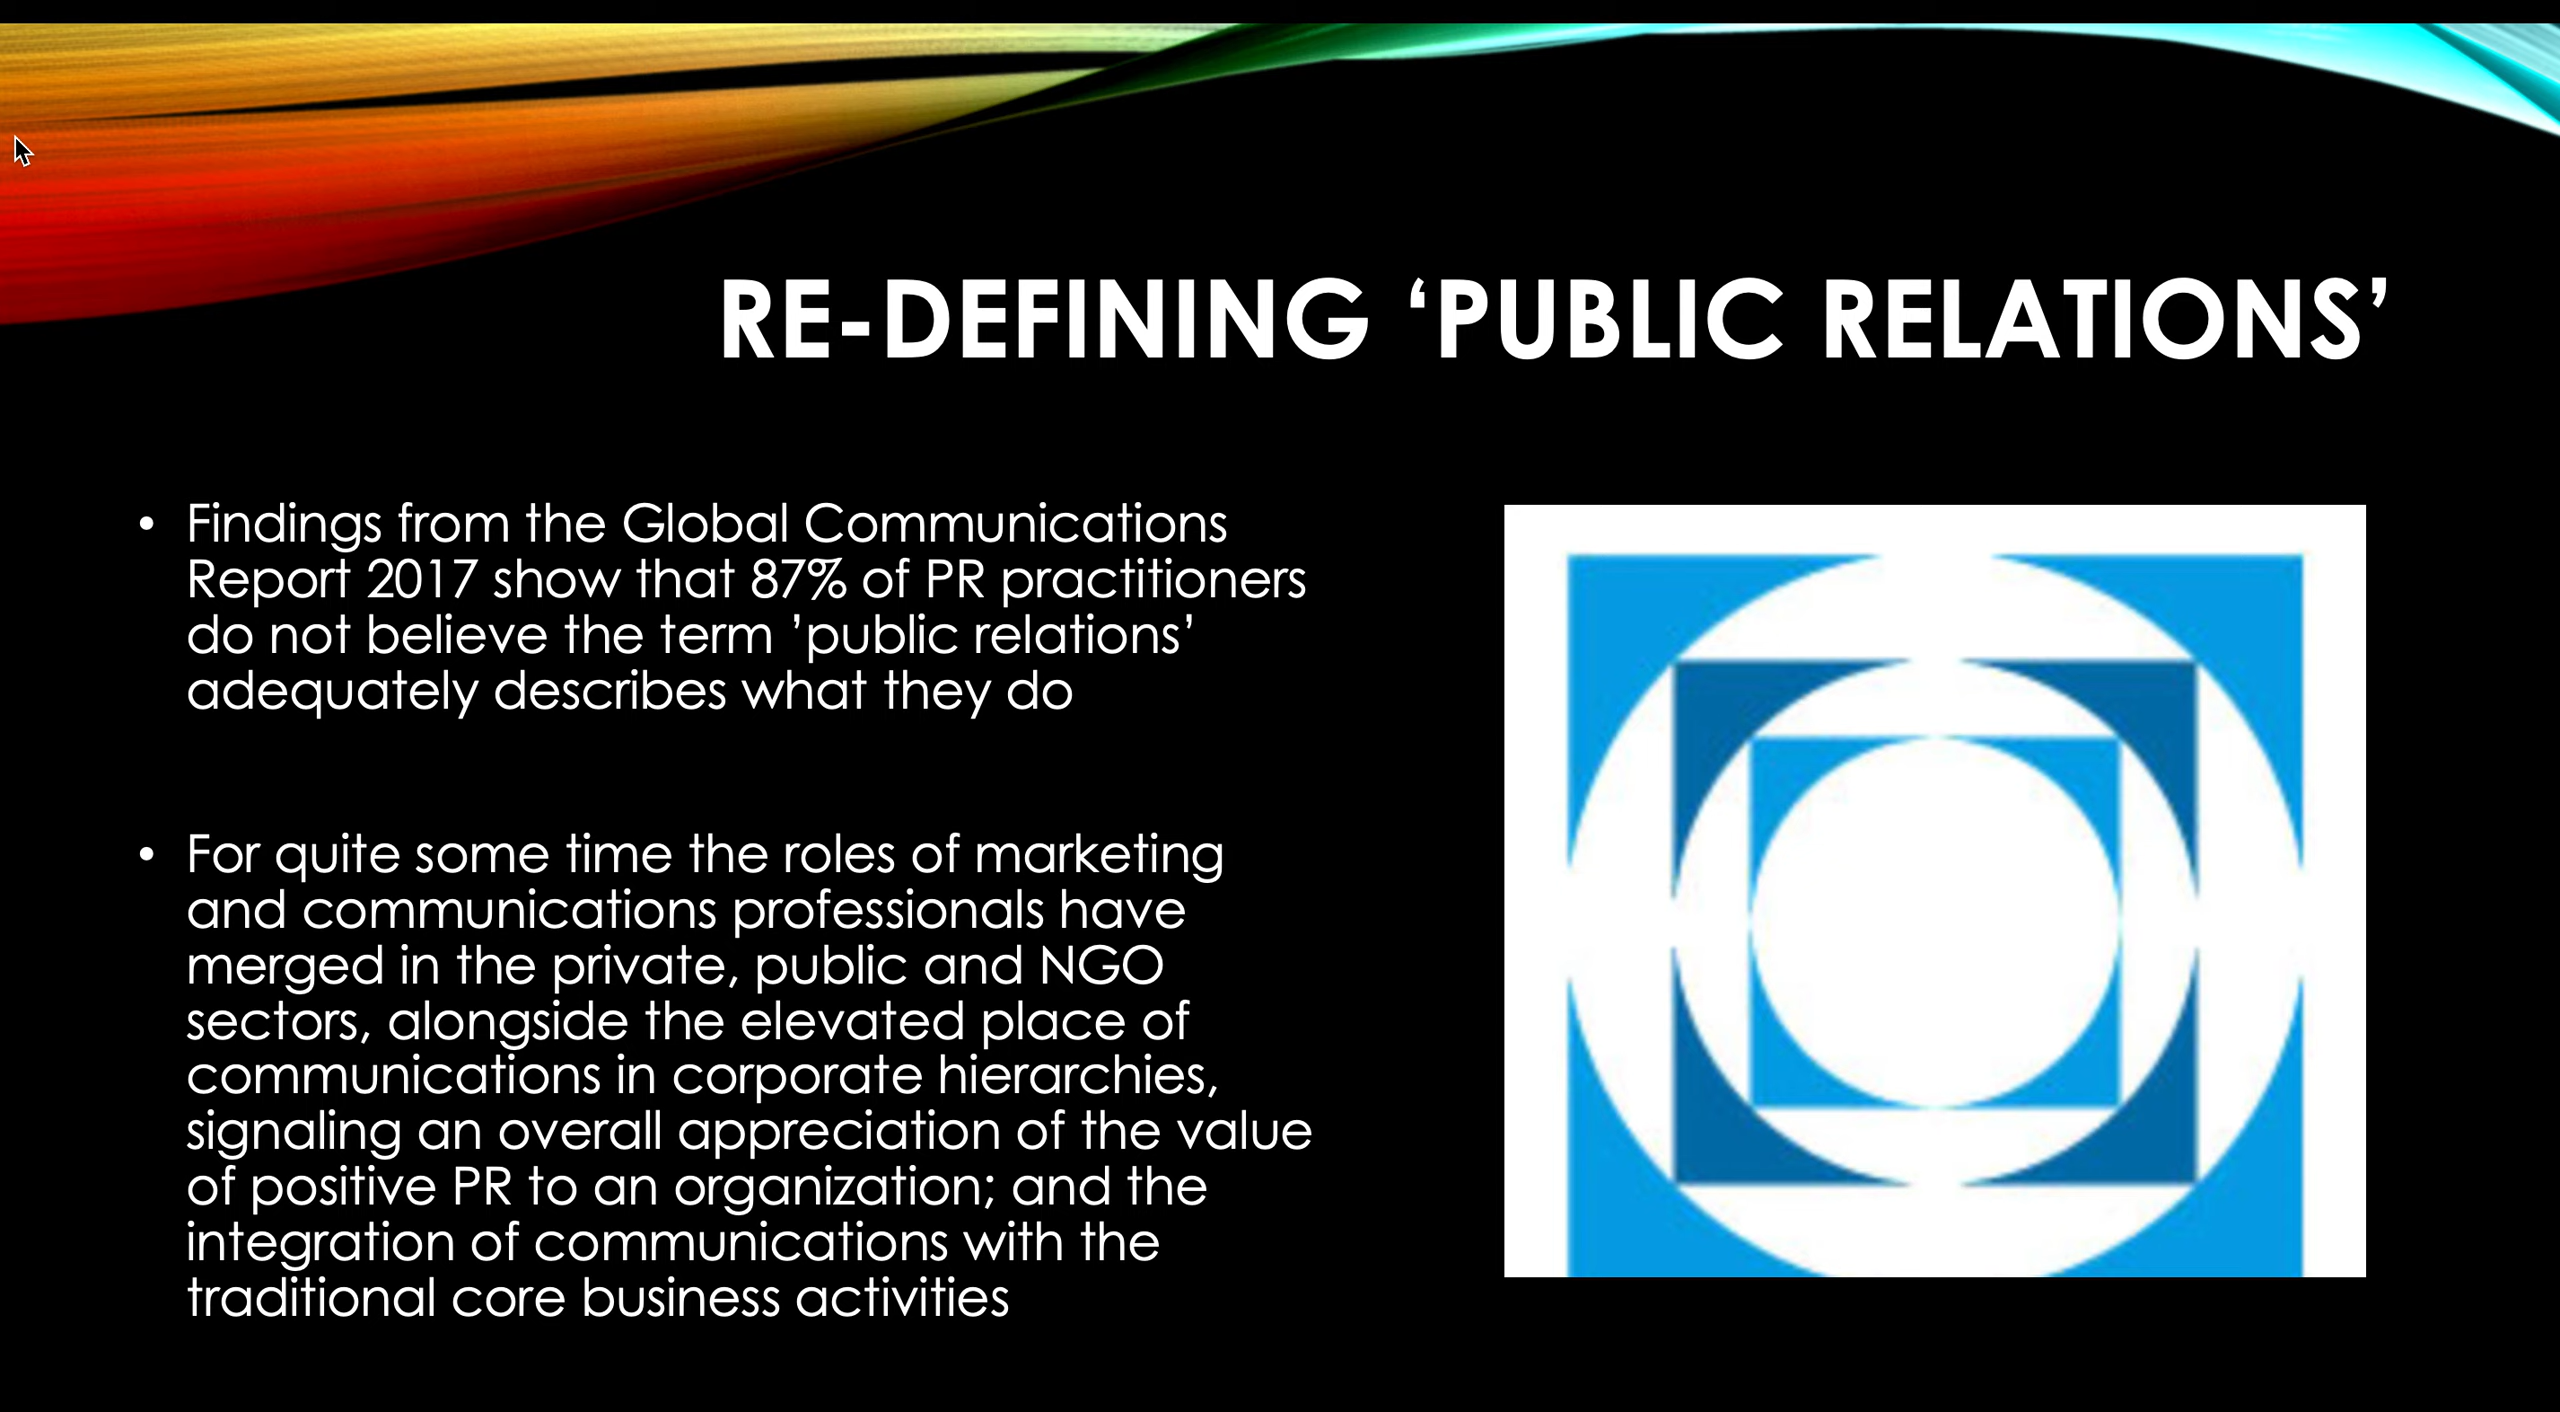 RE-DEFINING ‘PUBLIC RELATIONS’
• Findings from the Global Communications
Report 2017 show that 87% of PR practitioners
do not believe the term ’public relations’
adequately describes what they do
• For quite some time the roles of marketing
and communications professionals have
merged in the private, public and NGO
sectors, alongside the elevated place of
communications in corporate hierarchies,
signaling an overall appreciation of the value
of positive PR to an organization; and the
integration of communications with the
traditional core business activities